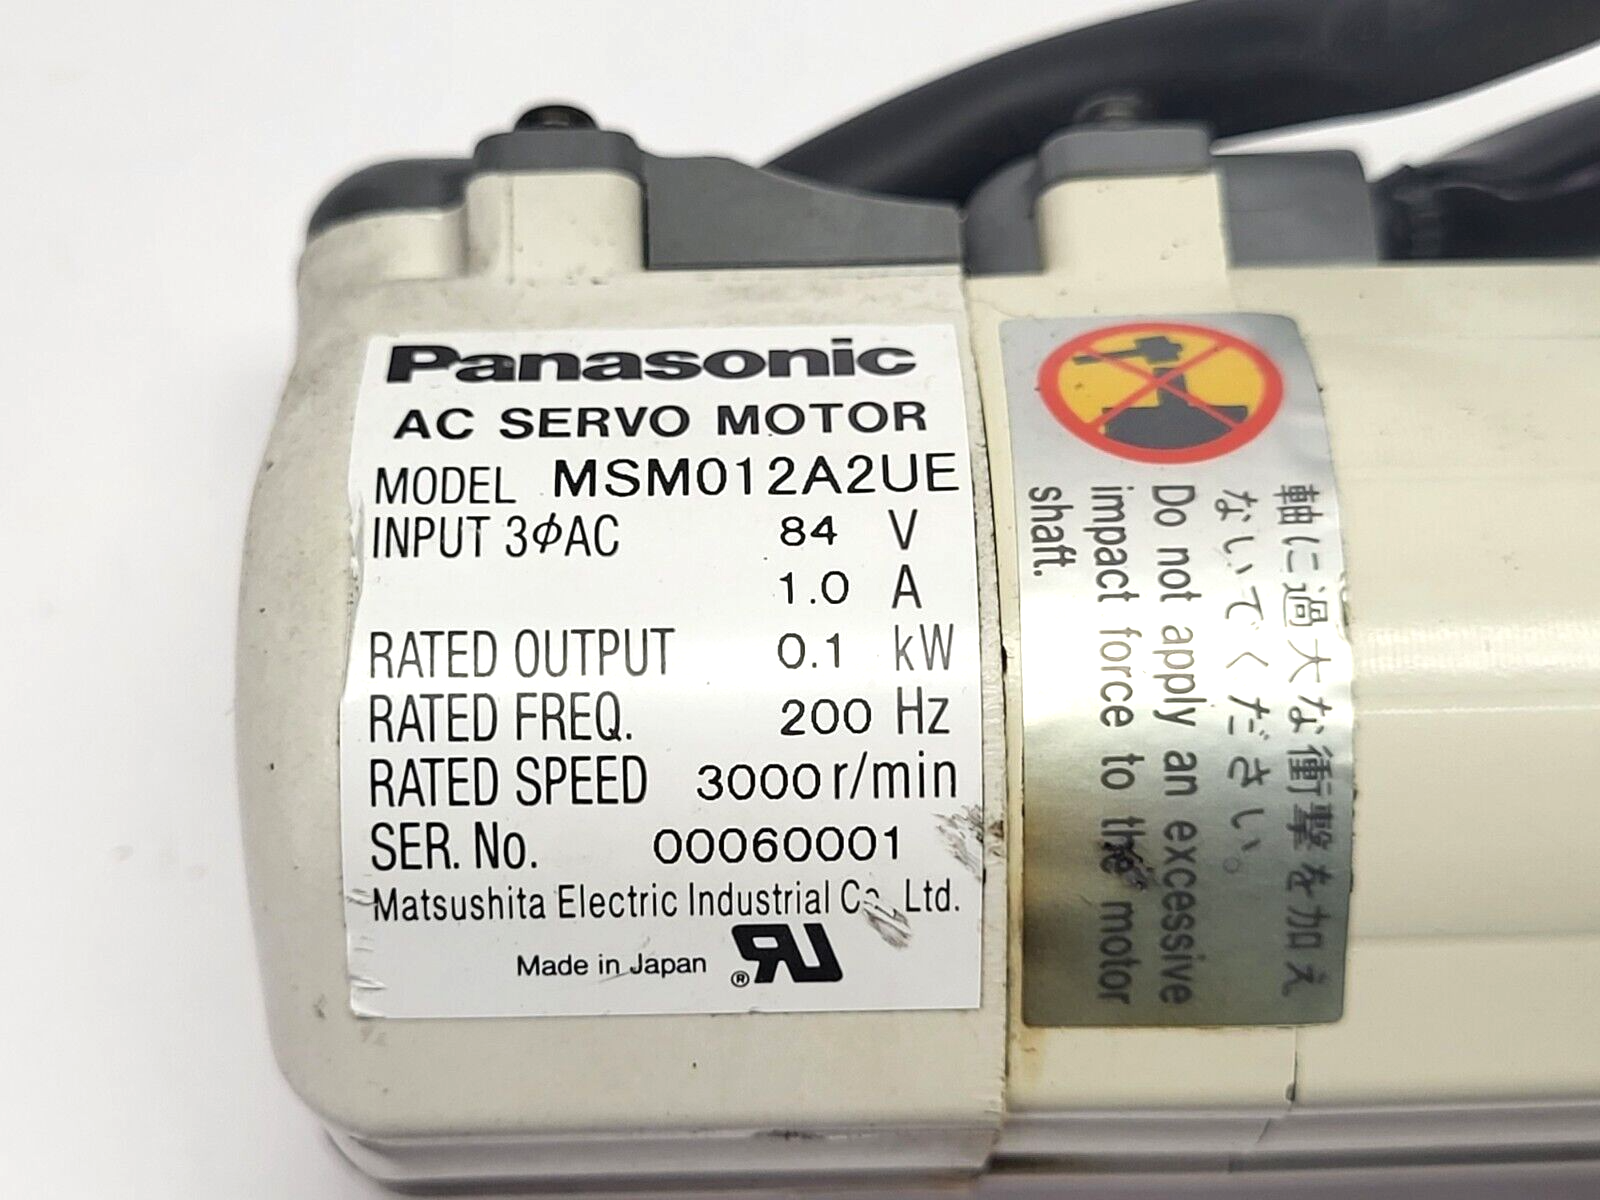 Panasonic
AC SERVO MOTOR
MODEL MSM012A2UE
INPUT 3ϕAC 84 V
1.0 A
RATED OUTPUT 0.1 kW
RATED FREQ. 200 Hz
RATED SPEED 3000 r/min
SER. No. 00060001
Matsushita Electric Industrial Co., Ltd.
Made in Japan
® RU
軸に過大な衝撃を加え
ないでください。
Do not apply an excessive
impact force to the motor
shaft.